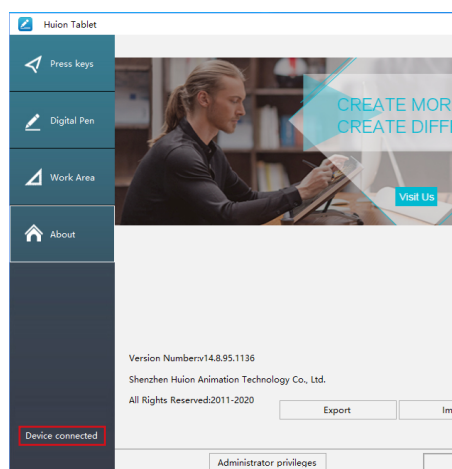 Huion Tablet
Press keys
Digital Pen
Work Area
About
CREATE MOR
CREATE DIFF
Visit Us
Version Number:v14.8.95.1136
Shenzhen Huion Animation Technology Co., Ltd.
All Rights Reserved:2011-2020
Export
Im
Device connected
Administrator privileges